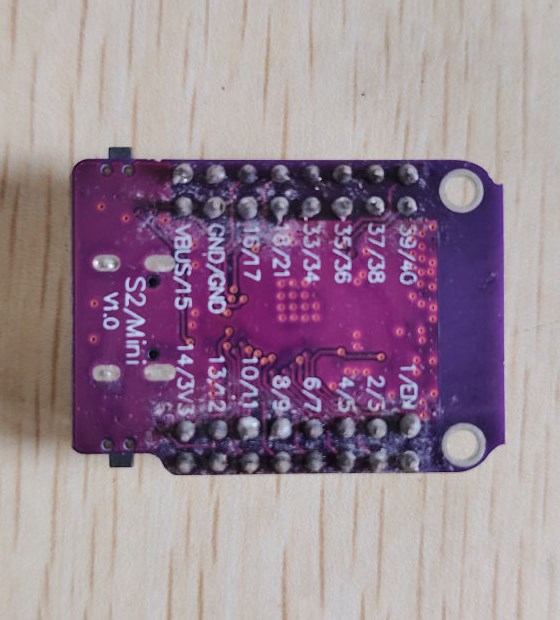 39/40 1/EN
37/38 2/3
35/36 4/5
33/34 6/7
18/21 8/9
16/17 10/11
GND/GND 13/12
VBUS/15 14/3V3
S2/Mini
V1.0